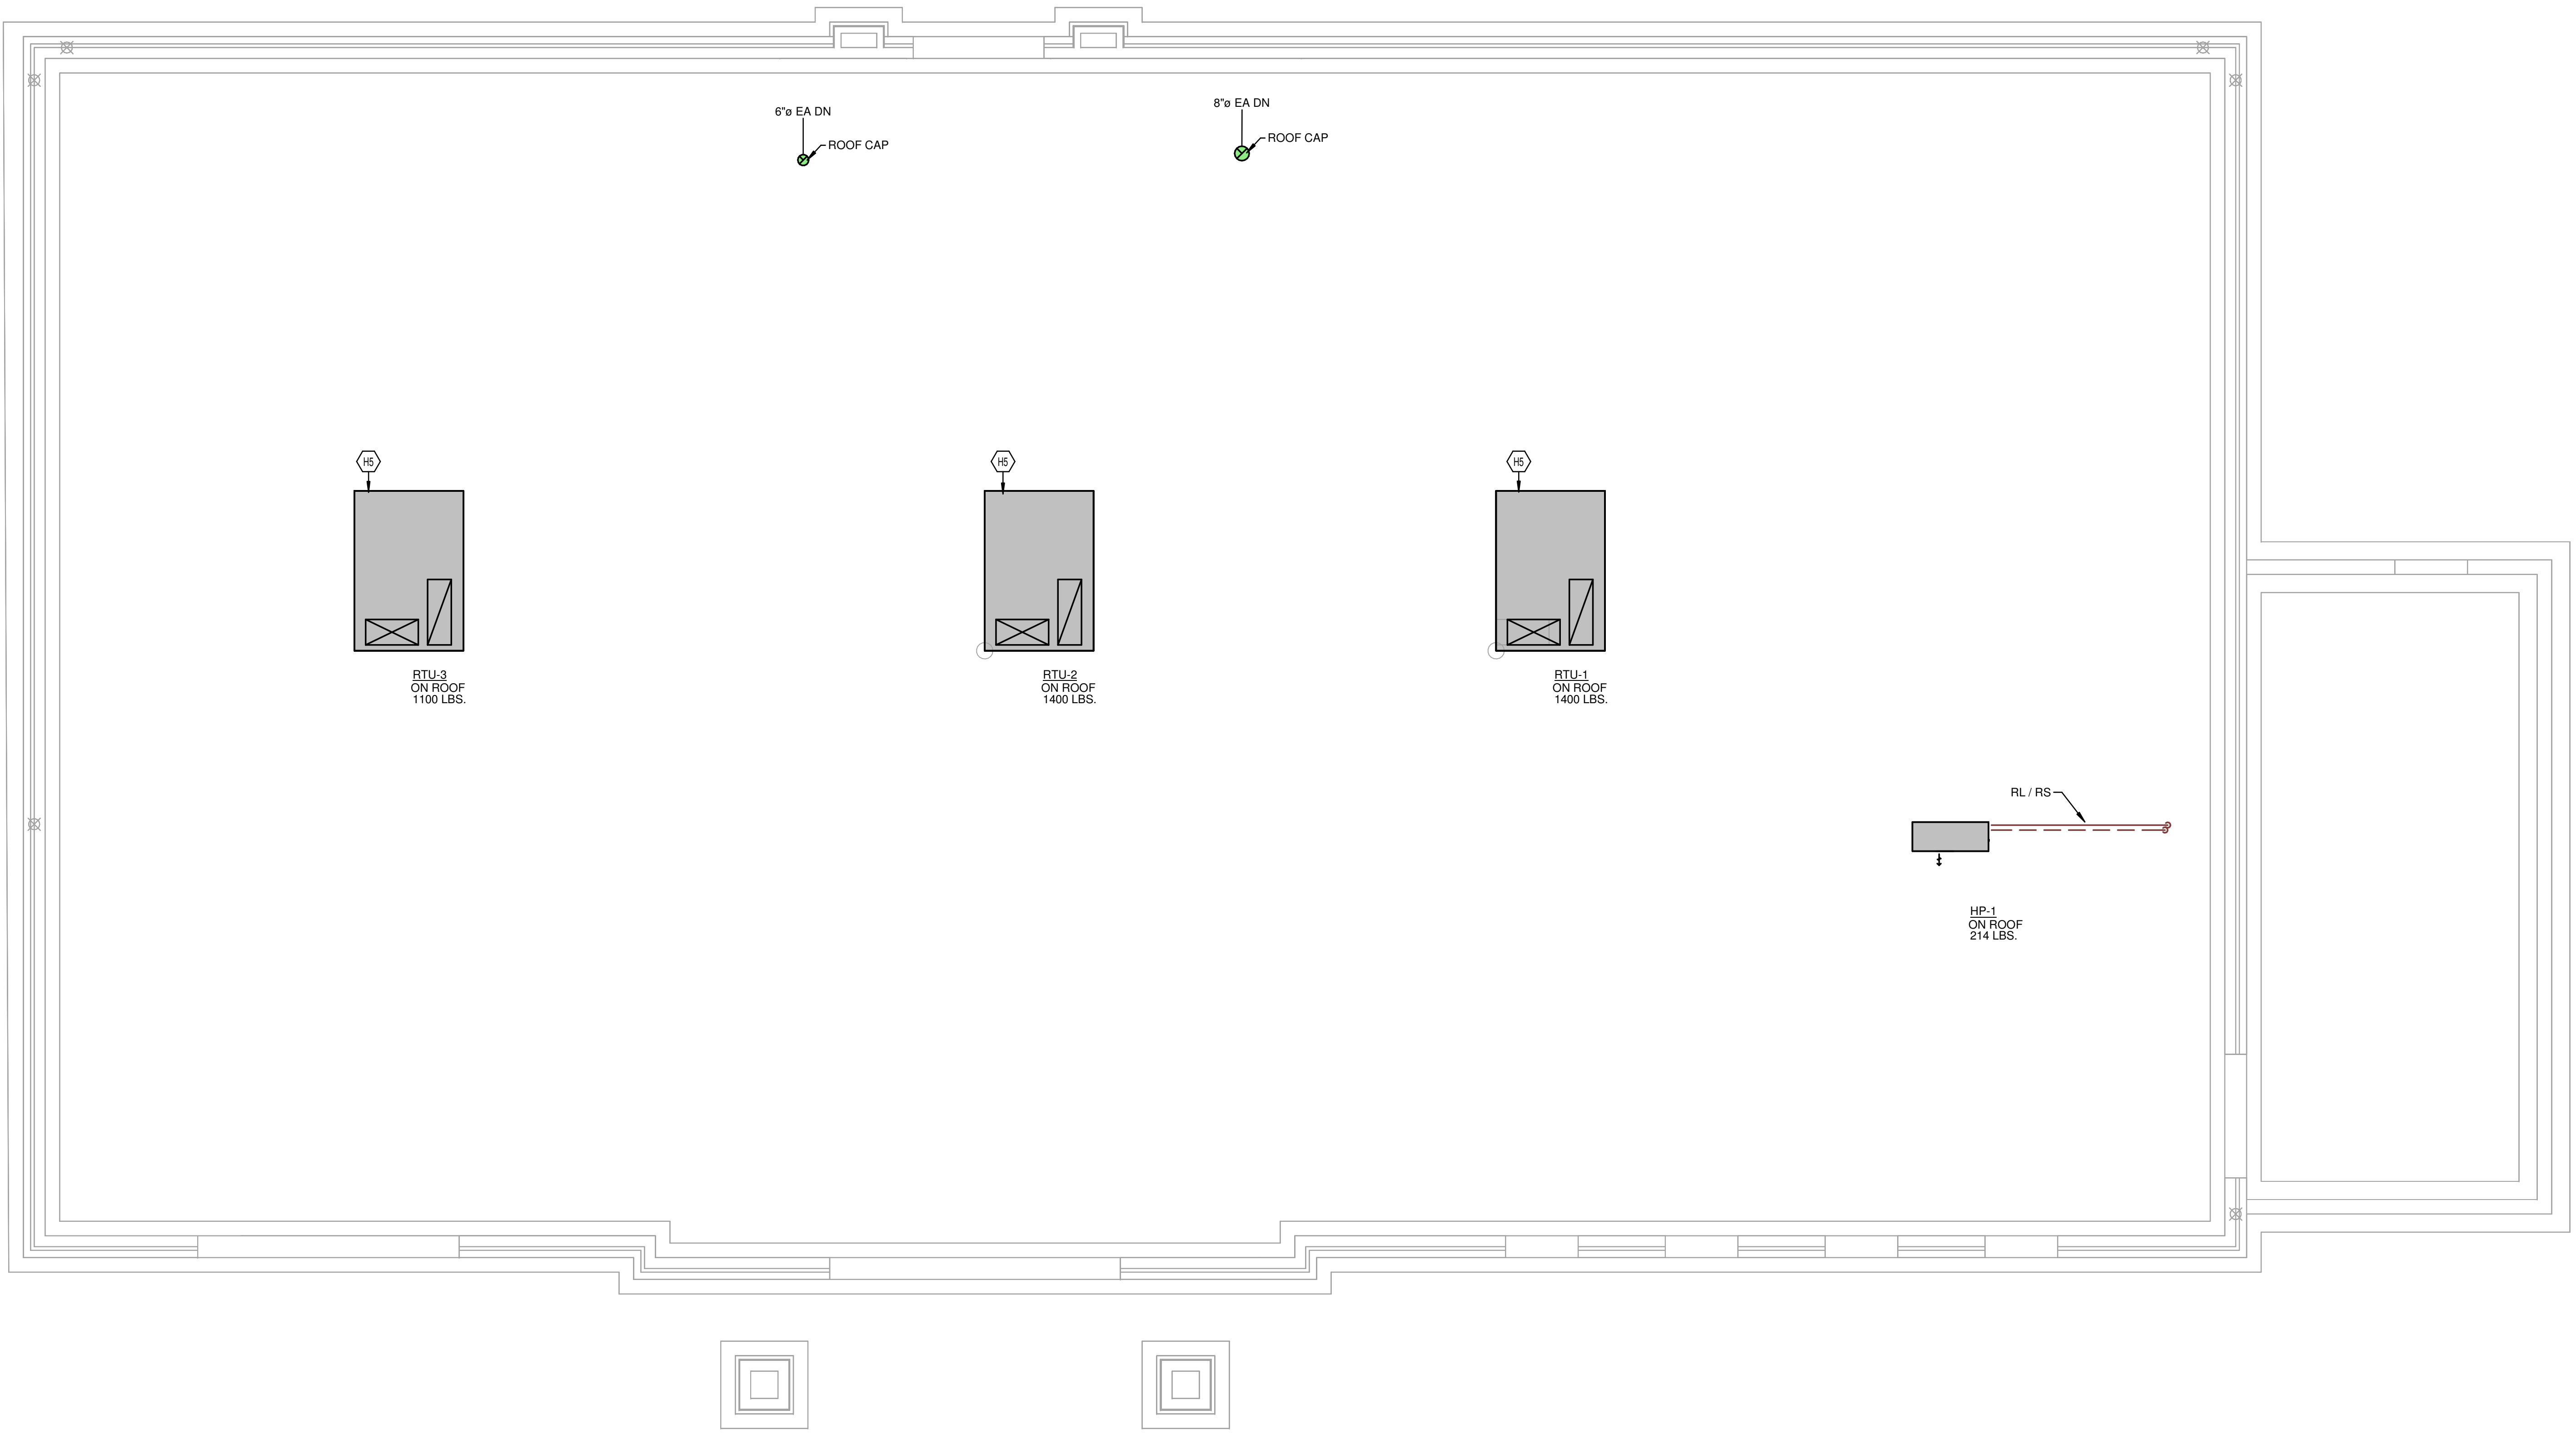 8"ø EA DN
6"ø EA DN
ROOF CAP
ROOF CAP
H5
H5
H5
RTU-3
ON ROOF
1100 LBS.
RTU-2
ON ROOF
1400 LBS.
RTU-1
ON ROOF
1400 LBS.
RL / RS
HP-1
ON ROOF
214 LBS.